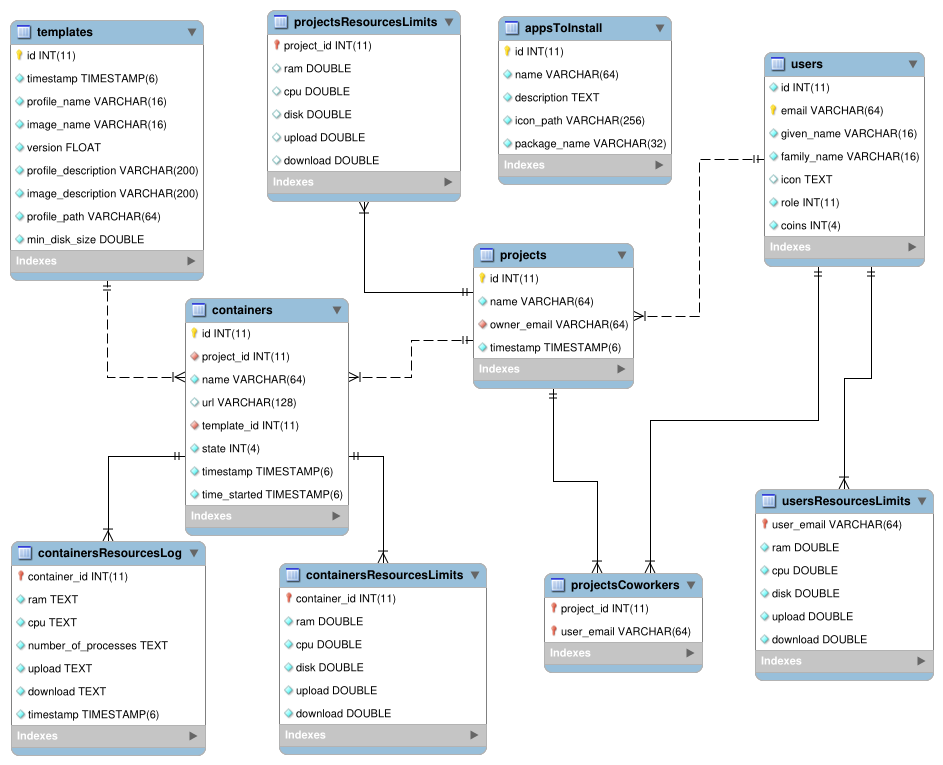 templates
id INT(11)
timestamp TIMESTAMP(6)
profile_name VARCHAR(16)
image_name VARCHAR(16)
version FLOAT
profile_description VARCHAR(200)
image_description VARCHAR(200)
profile_path VARCHAR(64)
min_disk_size DOUBLE
Indexes
projectsResourcesLimits
project_id INT(11)
ram DOUBLE
cpu DOUBLE
disk DOUBLE
upload DOUBLE
download DOUBLE
Indexes
appsToInstall
id INT(11)
name VARCHAR(64)
description TEXT
icon_path VARCHAR(256)
package_name VARCHAR(32)
Indexes
users
id INT(11)
email VARCHAR(64)
given_name VARCHAR(16)
family_name VARCHAR(16)
icon TEXT
role INT(11)
coins INT(4)
Indexes
projects
id INT(11)
name VARCHAR(64)
owner_email VARCHAR(64)
timestamp TIMESTAMP(6)
Indexes
containers
id INT(11)
project_id INT(11)
name VARCHAR(64)
url VARCHAR(128)
template_id INT(11)
state INT(4)
timestamp TIMESTAMP(6)
time_started TIMESTAMP(6)
Indexes
containersResourcesLog
container_id INT(11)
ram TEXT
cpu TEXT
number_of_processes TEXT
upload TEXT
download TEXT
timestamp TIMESTAMP(6)
Indexes
containersResourcesLimits
container_id INT(11)
ram DOUBLE
cpu DOUBLE
disk DOUBLE
upload DOUBLE
download DOUBLE
Indexes
projectsCoworkers
project_id INT(11)
user_email VARCHAR(64)
Indexes
usersResourcesLimits
user_email VARCHAR(64)
ram DOUBLE
cpu DOUBLE
disk DOUBLE
upload DOUBLE
download DOUBLE
Indexes